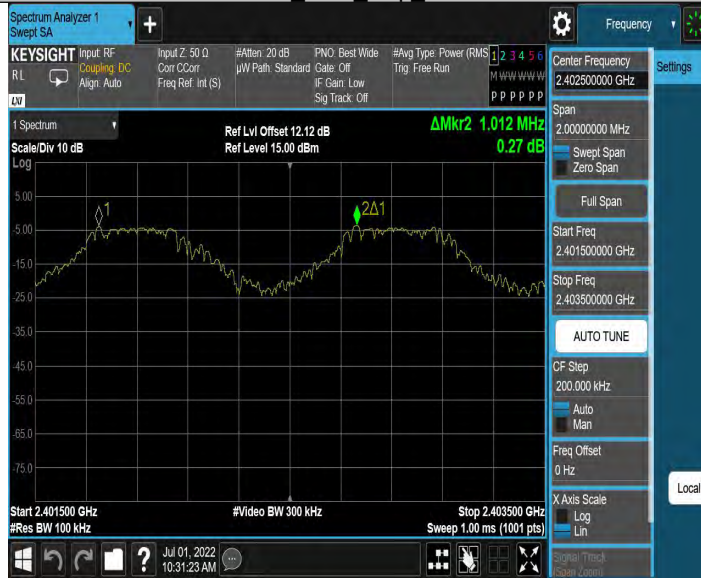 Spectrum Analyzer 1
Swept SA
Frequency
KEYSIGHT
RL
LXI
Input: RF
Coupling: DC
Align: Auto
Input Z: 50 Ω
Corr CCorr
Freq Ref: Int (S)
#Atten: 20 dB
µW Path: Standard
PNO: Best Wide
Gate: Off
IF Gain: Low
Sig Track: Off
#Avg Type: Power (RMS
Trig: Free Run
1 2 3 4 5 6
M W W W W W
P P P P P P
1 Spectrum
Scale/Div 10 dB
Log
Ref Lvl Offset 12.12 dB
Ref Level 15.00 dBm
ΔMkr2 1.012 MHz
0.27 dB
5.00
-5.00
-15.0
-25.0
-35.0
-45.0
-55.0
-65.0
-75.0
1
2Δ1
Start 2.401500 GHz
#Res BW 100 kHz
#Video BW 300 kHz
Stop 2.403500 GHz
Sweep 1.00 ms (1001 pts)
Jul 01, 2022
10:31:23 AM
?
Center Frequency
2.402500000 GHz
Span
2.00000000 MHz
Swept Span
Zero Span
Full Span
Start Freq
2.401500000 GHz
Stop Freq
2.403500000 GHz
AUTO TUNE
CF Step
200.000 kHz
Auto
Man
Freq Offset
0 Hz
X Axis Scale
Log
Lin
Signal Track
(Span Zoom)
Settings
Local